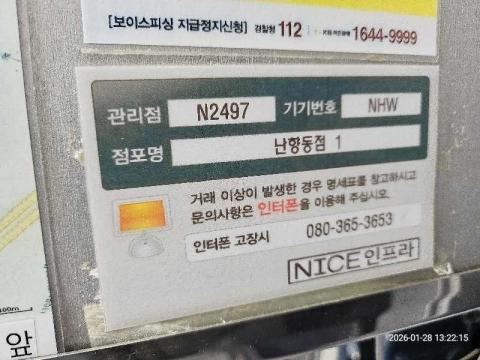 [보이스피싱 지급정지신청] 경찰청 112 1644-9999
관리점 N2497 기기번호 NHW
점포명 난향동점 1
거래 이상이 발생한 경우 명세표를 참고하시고
문의사항은 인터폰을 이용해 주십시오.
인터폰 고장시 080-365-3653
NICE인프라
100m
앞
2026-01-28 13:22:15